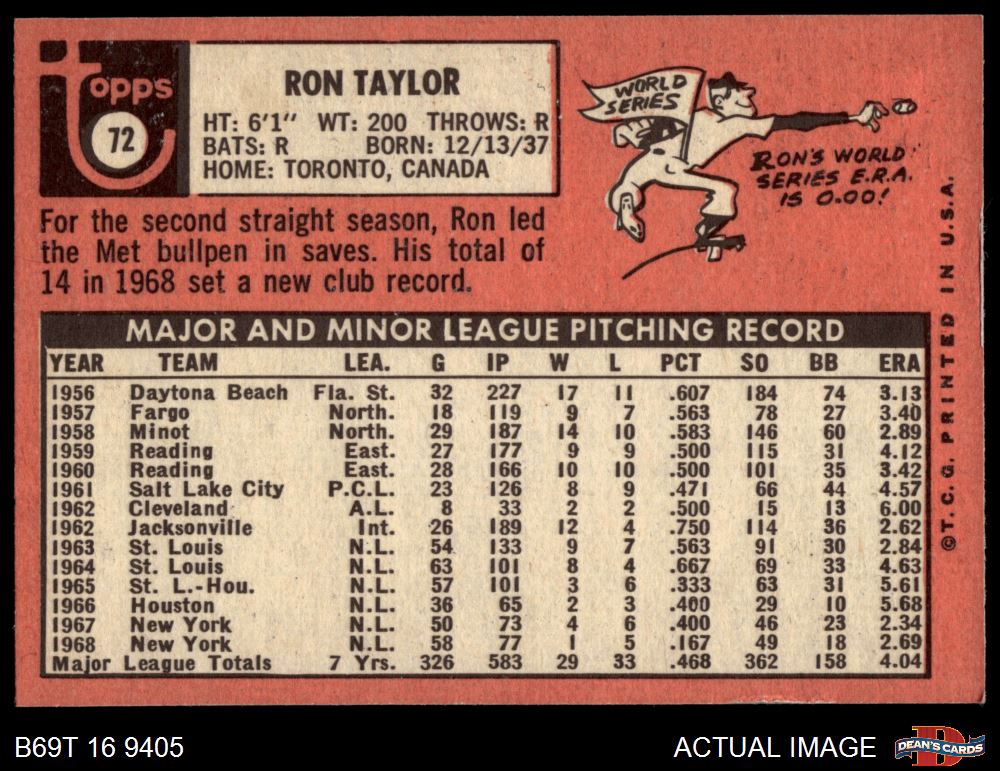 Topps
72
RON TAYLOR
HT: 6'1" WT: 200 THROWS: R
BATS: R BORN: 12/13/37
HOME: TORONTO, CANADA
WORLD
SERIES
RON'S WORLD
SERIES E.R.A.
IS 0.00!
For the second straight season, Ron led
the Met bullpen in saves. His total of
14 in 1968 set a new club record.
MAJOR AND MINOR LEAGUE PITCHING RECORD
YEAR TEAM LEA. G IP W L PCT SO BB ERA
1956 Daytona Beach Fla. St. 32 227 17 11 .607 184 74 3.13
1957 Fargo North. 18 119 9 7 .563 78 27 3.40
1958 Minot North. 29 187 14 10 .583 146 60 2.89
1959 Reading East. 27 177 9 9 .500 115 31 4.12
1960 Reading East. 28 166 10 10 .500 101 35 3.42
1961 Salt Lake City P.C.L. 23 126 8 9 .471 66 44 4.57
1962 Cleveland A.L. 8 33 2 2 .500 15 13 6.00
1962 Jacksonville Int. 26 189 12 4 .750 114 36 2.62
1963 St. Louis N.L. 54 133 9 7 .563 91 30 2.84
1964 St. Louis N.L. 63 101 8 4 .667 69 33 4.63
1965 St. L.-Hou. N.L. 57 101 3 6 .333 63 31 5.61
1966 Houston N.L. 36 65 2 3 .400 29 10 5.68
1967 New York N.L. 50 73 4 6 .400 46 23 2.34
1968 New York N.L. 58 77 1 5 .167 49 18 2.69
Major League Totals 7 Yrs. 326 583 29 33 .468 362 158 4.04
©T. C. G. PRINTED IN U.S.A.
B69T 16 9405
ACTUAL IMAGE
DEAN'S CARDS